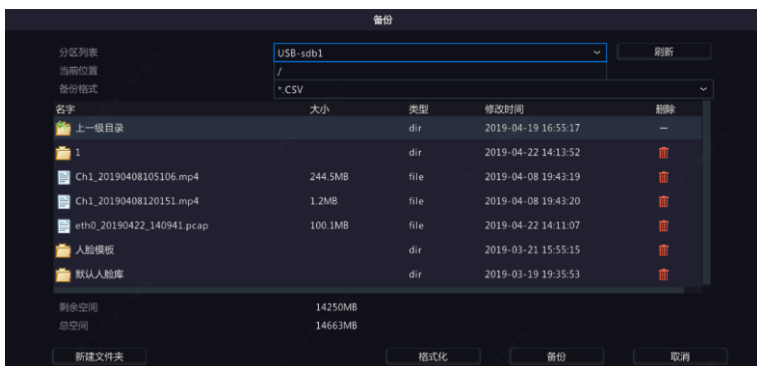 备份
分区列表 USB-sdb1 刷新
当前位置 /
备份格式 *.CSV
名字 大小 类型 修改时间 删除
上一级目录 dir 2019-04-19 16:55:17 —
1 dir 2019-04-22 14:13:52
Ch1_20190408105106.mp4 244.5MB file 2019-04-08 19:43:19
Ch1_20190408120151.mp4 1.2MB file 2019-04-08 19:43:20
eth0_20190422_140941.pcap 100.1MB file 2019-04-22 14:11:07
人脸模板 dir 2019-03-21 15:55:15
默认人脸库 dir 2019-03-19 19:35:53
剩余空间 14250MB
总空间 14663MB
新建文件夹 格式化 备份 取消